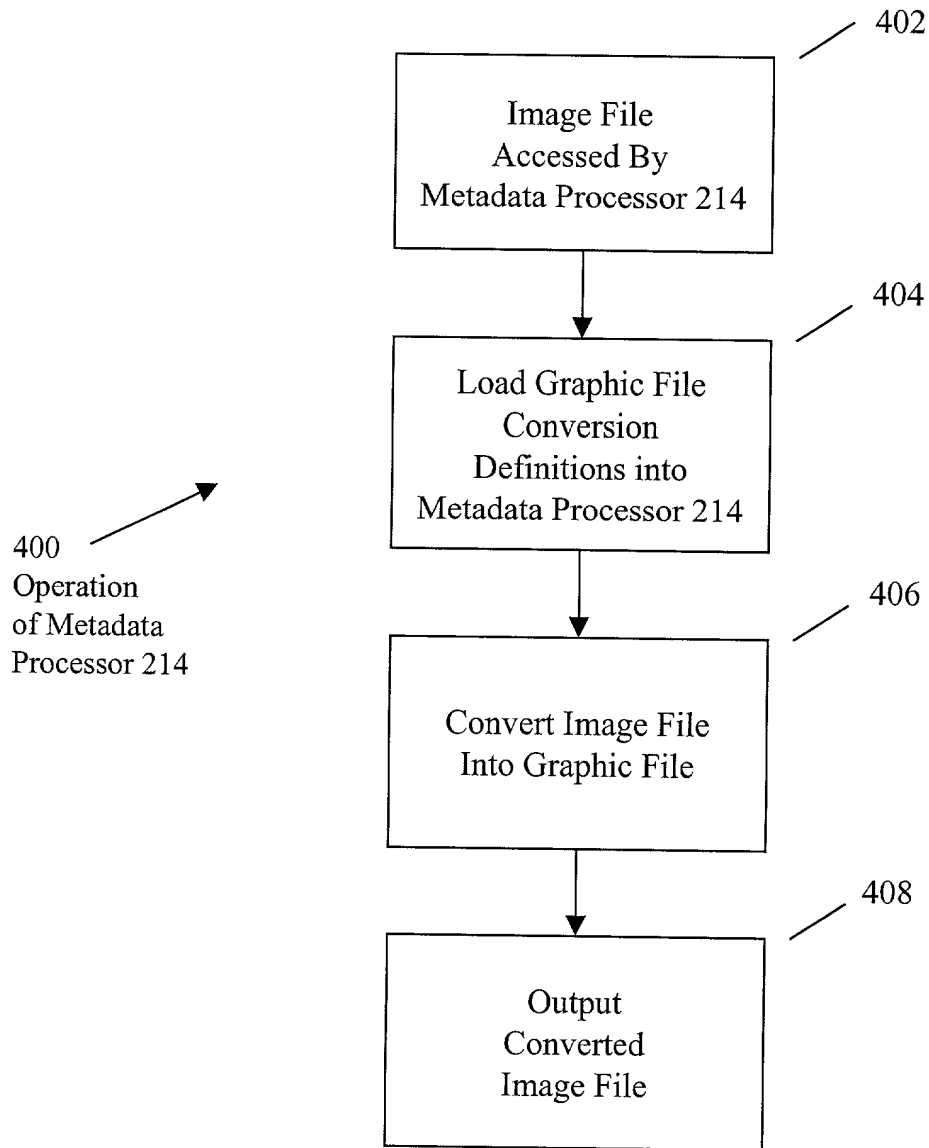 402
Image File
Accessed By
Metadata Processor 214
404
Load Graphic File
Conversion
Definitions into
Metadata Processor 214
400
Operation
of Metadata
Processor 214
406
Convert Image File
Into Graphic File
408
Output
Converted
Image File